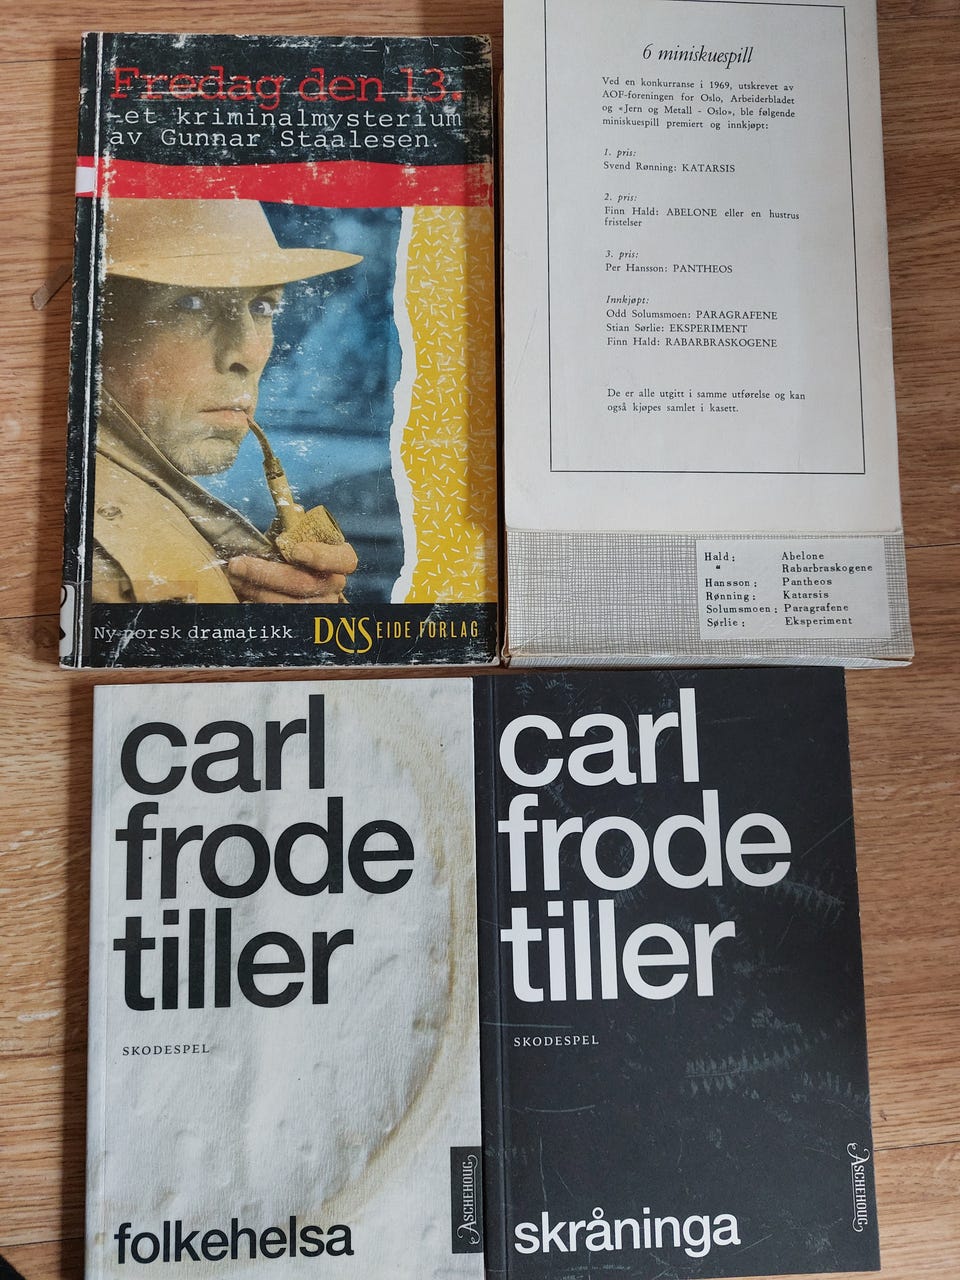 Fredag den 13.
-et kriminalmysterium
av Gunnar Staalesen.
Ny norsk dramatikk DNS EIDE FORLAG
6 miniskuespill
Ved en konkurranse i 1969, utskrevet av
AOF-foreningen for Oslo, Arbeiderbladet
og «Jern og Metall - Oslo», ble følgende
miniskuespill premiert og innkjøpt:
1. pris:
Svend Rønning: KATARSIS
2. pris:
Finn Hald: ABELONE eller en hustrus
fristelser
3. pris:
Per Hansson: PANTHEOS
Innkjøpt:
Odd Solumsmoen: PARAGRAFENE
Stian Sørlie: EKSPERIMENT
Finn Hald: RABARBRASKOGENE
De er alle utgitt i samme utførelse og kan
også kjøpes samlet i kasett.
Hald: Abelone
" Rabarbraskogene
Hansson: Pantheos
Rønning: Katarsis
Solumsmoen: Paragrafene
Sørlie: Eksperiment
carl
frode
tiller
SKODESPEL
ASCHEHOUG
folkehelsa
carl
frode
tiller
SKODESPEL
ASCHEHOUG
skråninga